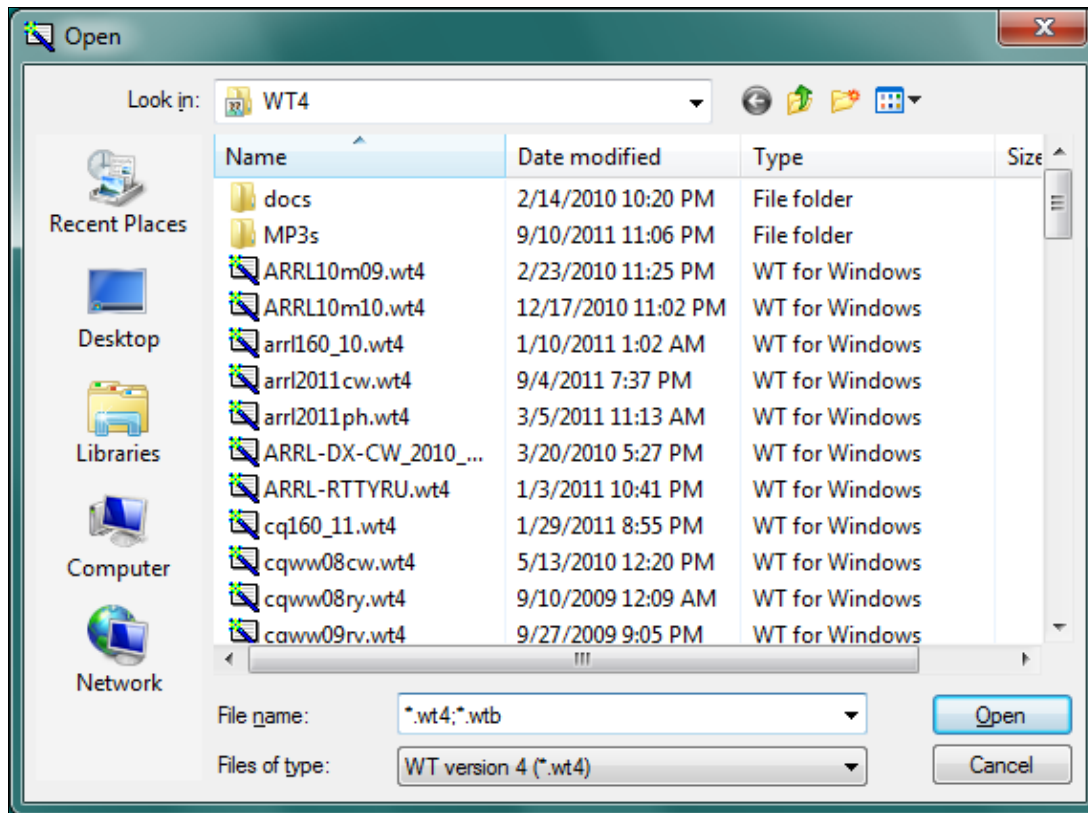 Open
Look in: WT4
Name Date modified Type Size
docs 2/14/2010 10:20 PM File folder
MP3s 9/10/2011 11:06 PM File folder
ARRL10m09.wt4 2/23/2010 11:25 PM WT for Windows
ARRL10m10.wt4 12/17/2010 11:02 PM WT for Windows
arrl160_10.wt4 1/10/2011 1:02 AM WT for Windows
arrl2011cw.wt4 9/4/2011 7:37 PM WT for Windows
arrl2011ph.wt4 3/5/2011 11:13 AM WT for Windows
ARRL-DX-CW_2010_... 3/20/2010 5:27 PM WT for Windows
ARRL-RTTYRU.wt4 1/3/2011 10:41 PM WT for Windows
cq160_11.wt4 1/29/2011 8:55 PM WT for Windows
cqww08cw.wt4 5/13/2010 12:20 PM WT for Windows
cqww08ry.wt4 9/10/2009 12:09 AM WT for Windows
cqww09ry.wt4 9/27/2009 9:05 PM WT for Windows
Recent Places
Desktop
Libraries
Computer
Network
File name: *.wt4;*.wtb Open
Files of type: WT version 4 (*.wt4) Cancel